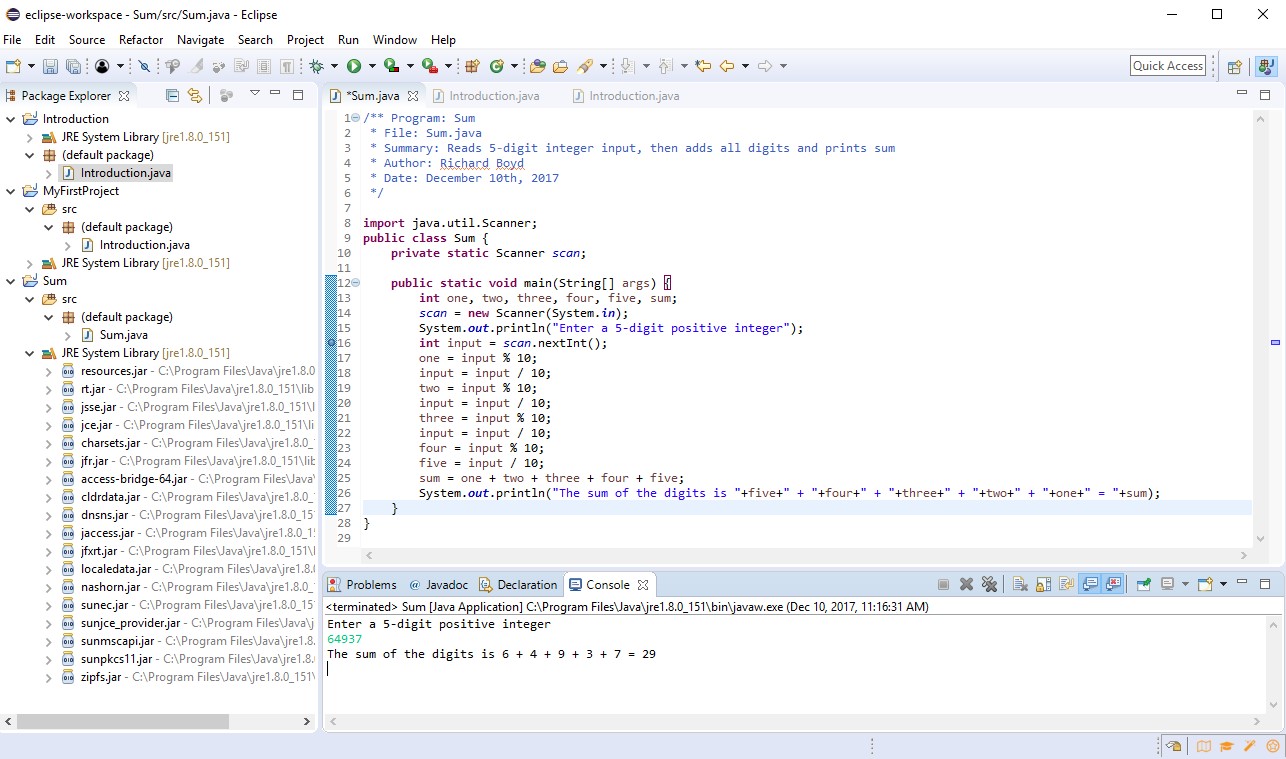 eclipse-workspace - Sum/src/Sum.java - Eclipse
File Edit Source Refactor Navigate Search Project Run Window Help
Quick Access
Package Explorer
Introduction
JRE System Library [jre1.8.0_151]
(default package)
Introduction.java
MyFirstProject
src
(default package)
Introduction.java
JRE System Library [jre1.8.0_151]
Sum
src
(default package)
Sum.java
JRE System Library [jre1.8.0_151]
resources.jar - C:\Program Files\Java\jre1.8.0
rt.jar - C:\Program Files\Java\jre1.8.0_151\lib
jsse.jar - C:\Program Files\Java\jre1.8.0_151\l
jce.jar - C:\Program Files\Java\jre1.8.0_151\li
charsets.jar - C:\Program Files\Java\jre1.8.0_
jfr.jar - C:\Program Files\Java\jre1.8.0_151\lib
access-bridge-64.jar - C:\Program Files\Java\
cldrdata.jar - C:\Program Files\Java\jre1.8.0_
dnsns.jar - C:\Program Files\Java\jre1.8.0_15
jaccess.jar - C:\Program Files\Java\jre1.8.0_1
jfxrt.jar - C:\Program Files\Java\jre1.8.0_151\l
localedata.jar - C:\Program Files\Java\jre1.8.
nashorn.jar - C:\Program Files\Java\jre1.8.0_
sunec.jar - C:\Program Files\Java\jre1.8.0_15
sunjce_provider.jar - C:\Program Files\Java\j
sunmscapi.jar - C:\Program Files\Java\jre1.8
sunpkcs11.jar - C:\Program Files\Java\jre1.8.
zipfs.jar - C:\Program Files\Java\jre1.8.0_151\
*Sum.java Introduction.java Introduction.java
1 /** Program: Sum
2 * File: Sum.java
3 * Summary: Reads 5-digit integer input, then adds all digits and prints sum
4 * Author: Richard Boyd
5 * Date: December 10th, 2017
6 */
7
8 import java.util.Scanner;
9 public class Sum {
10 private static Scanner scan;
11
12 public static void main(String[] args) {
13 int one, two, three, four, five, sum;
14 scan = new Scanner(System.in);
15 System.out.println("Enter a 5-digit positive integer");
16 int input = scan.nextInt();
17 one = input % 10;
18 input = input / 10;
19 two = input % 10;
20 input = input / 10;
21 three = input % 10;
22 input = input / 10;
23 four = input % 10;
24 five = input / 10;
25 sum = one + two + three + four + five;
26 System.out.println("The sum of the digits is "+five+" + "+four+" + "+three+" + "+two+" + "+one+" = "+sum);
27 }
28 }
29
Problems @ Javadoc Declaration Console
<terminated> Sum [Java Application] C:\Program Files\Java\jre1.8.0_151\bin\javaw.exe (Dec 10, 2017, 11:16:31 AM)
Enter a 5-digit positive integer
64937
The sum of the digits is 6 + 4 + 9 + 3 + 7 = 29